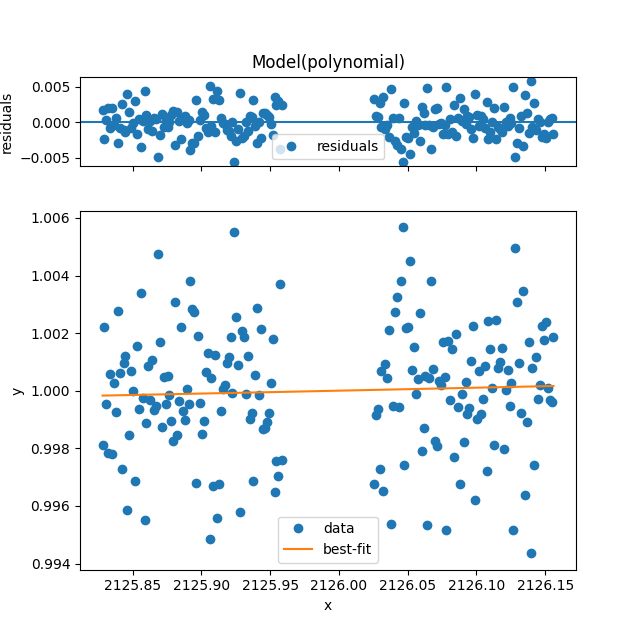 Model(polynomial)
residuals
0.005
0.000
−0.005
residuals
y
1.006
1.004
1.002
1.000
0.998
0.996
0.994
data
best-fit
2125.85 2125.90 2125.95 2126.00 2126.05 2126.10 2126.15
x